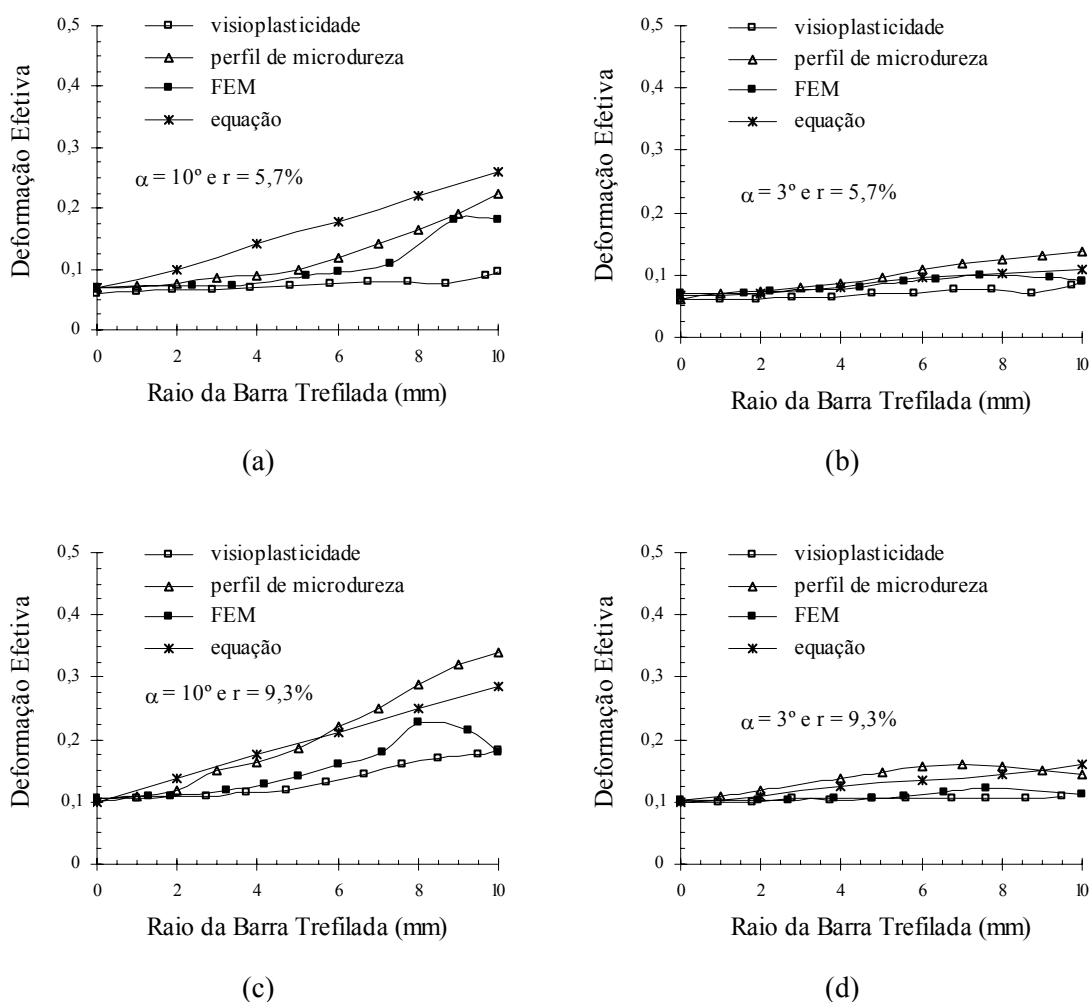 0,5
0,4
0,3
0,2
0,1
0
Deformação Efetiva
visioplasticidade
perfil de microdureza
FEM
equação
α = 10º e r = 5,7%
0 2 4 6 8 10
Raio da Barra Trefilada (mm)
(a)
0,5
0,4
0,3
0,2
0,1
0
Deformação Efetiva
visioplasticidade
perfil de microdureza
FEM
equação
α = 3º e r = 5,7%
0 2 4 6 8 10
Raio da Barra Trefilada (mm)
(b)
0,5
0,4
0,3
0,2
0,1
0
Deformação Efetiva
visioplasticidade
perfil de microdureza
FEM
equação
α = 10º e r = 9,3%
0 2 4 6 8 10
Raio da Barra Trefilada (mm)
(c)
0,5
0,4
0,3
0,2
0,1
0
Deformação Efetiva
visioplasticidade
perfil de microdureza
FEM
equação
α = 3º e r = 9,3%
0 2 4 6 8 10
Raio da Barra Trefilada (mm)
(d)